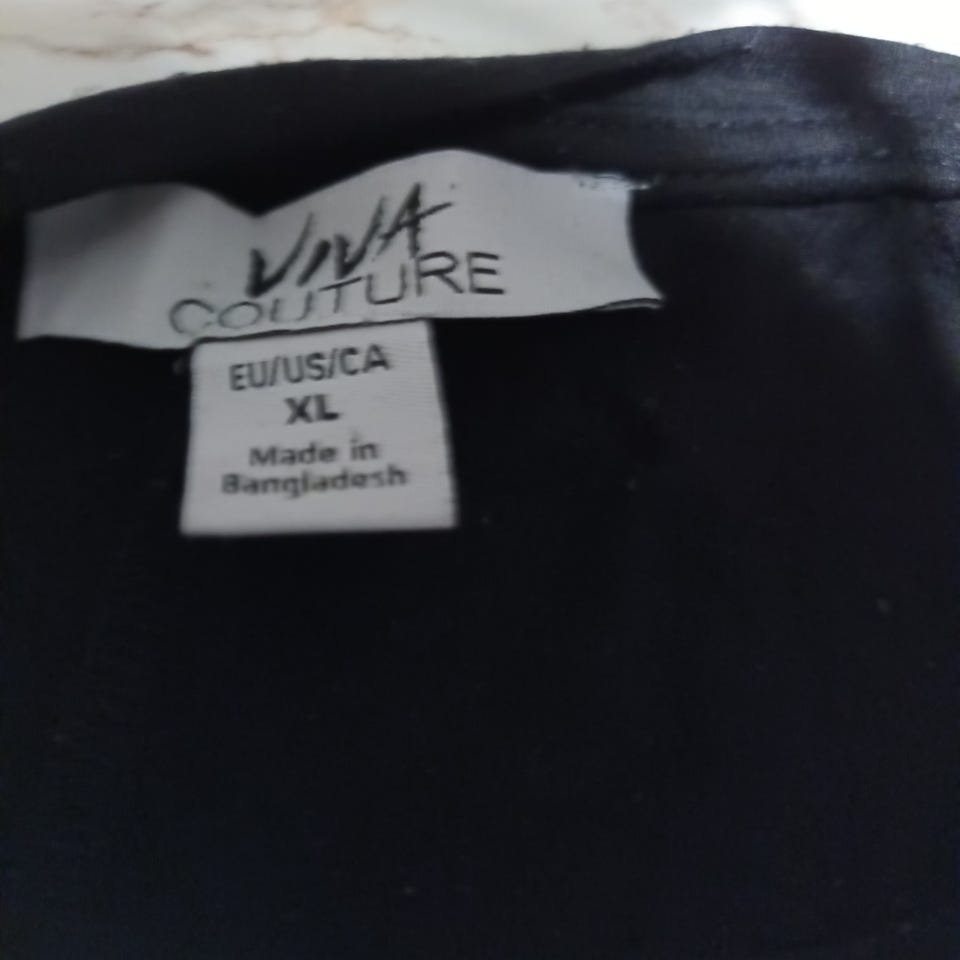 VIVA
COUTURE
EU/US/CA
XL
Made in
Bangladesh